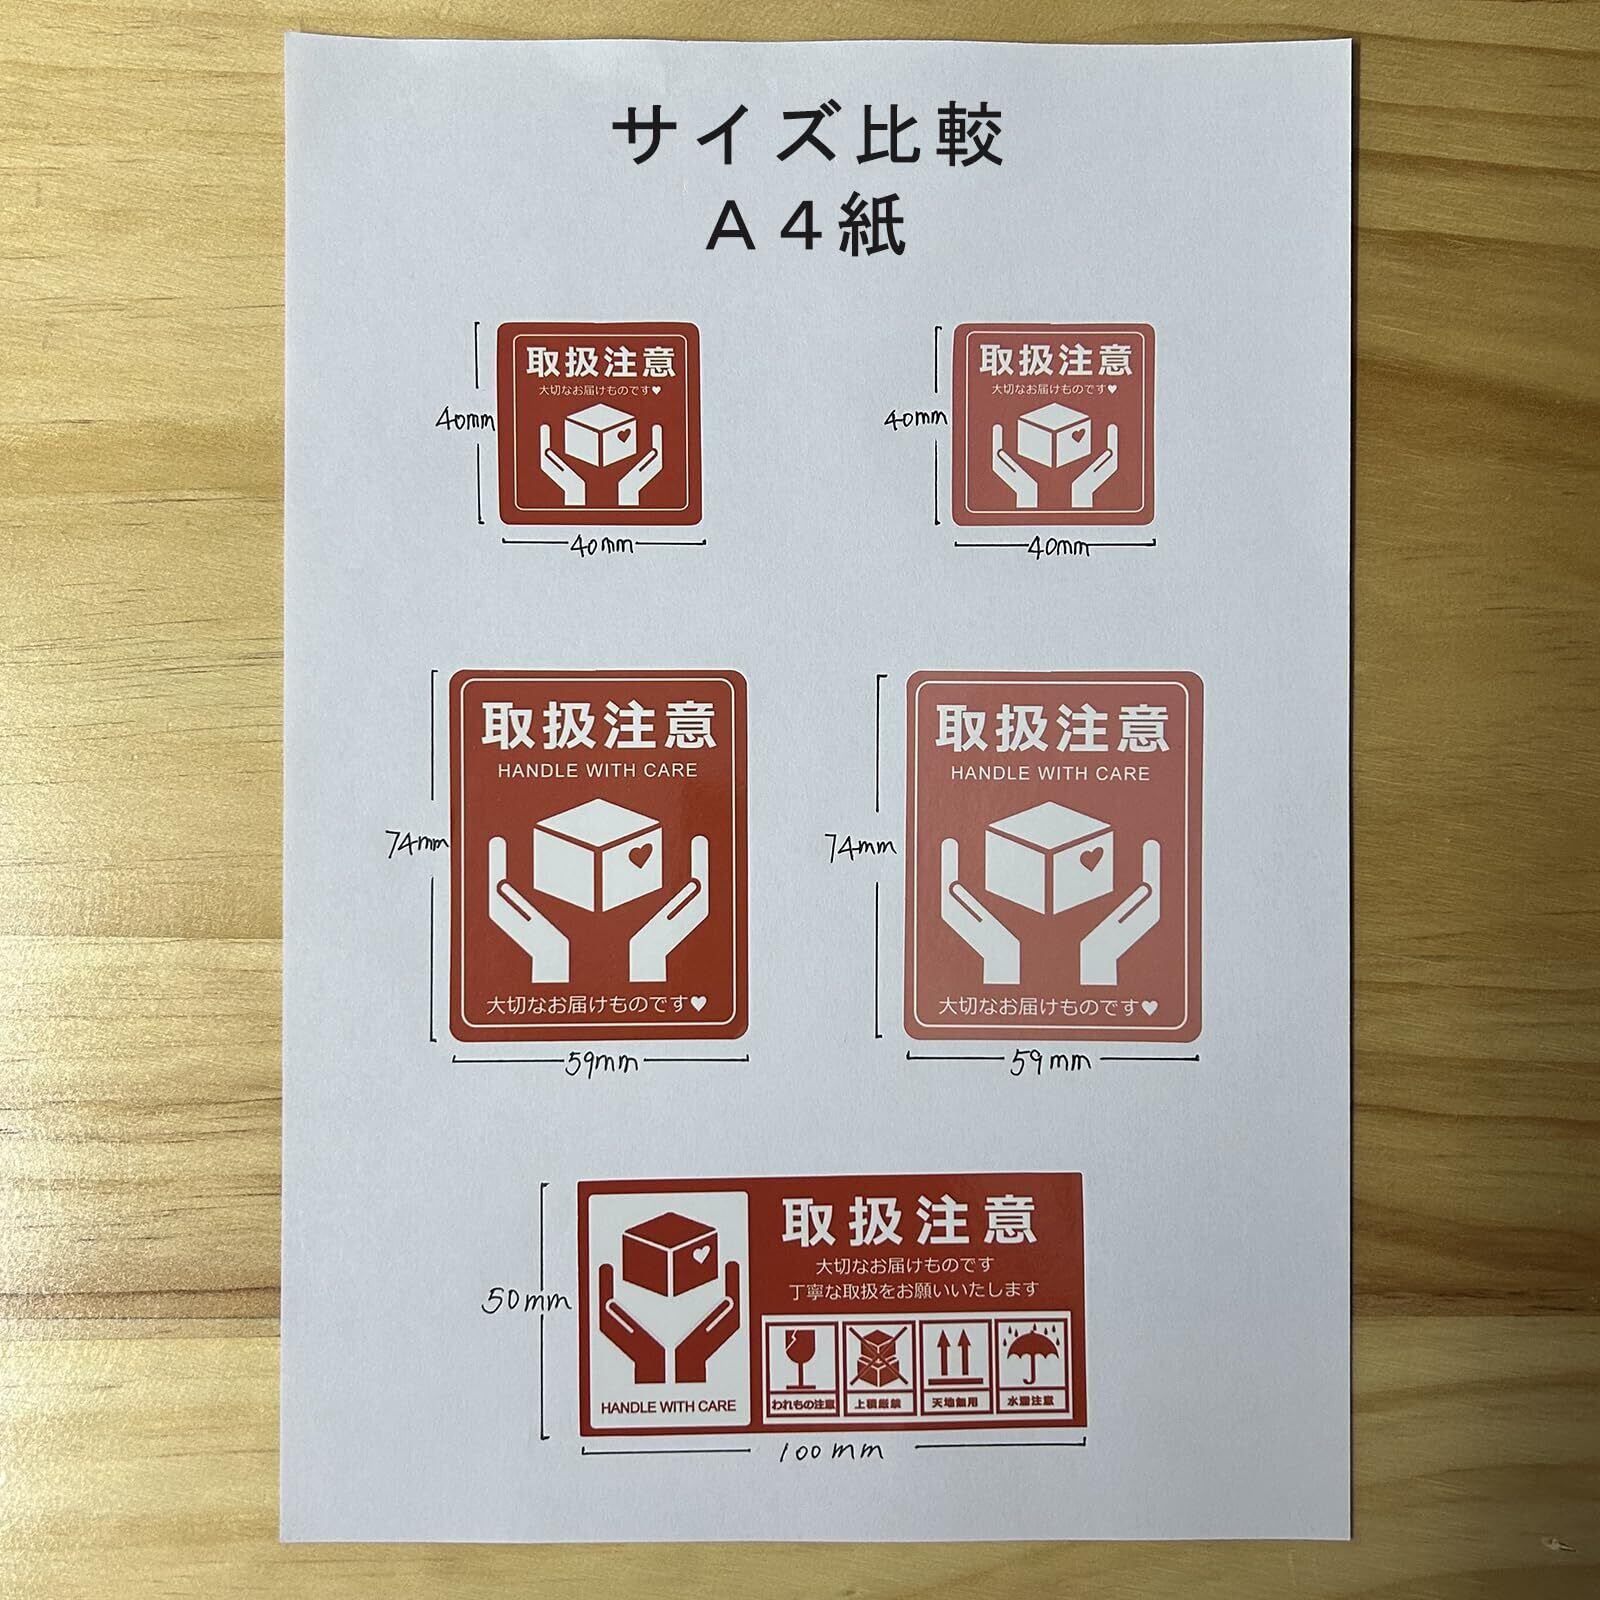 サイズ比較
A4紙
取扱注意
大切なお届けものです♥
40mm
40mm
取扱注意
大切なお届けものです♥
40mm
40mm
取扱注意
HANDLE WITH CARE
大切なお届けものです♥
74mm
59mm
取扱注意
HANDLE WITH CARE
大切なお届けものです♥
74mm
59mm
取扱注意
大切なお届けものです
丁寧な取扱をお願いいたします
HANDLE WITH CARE
われもの注意
上積厳禁
天地無用
水濡注意
50mm
100mm